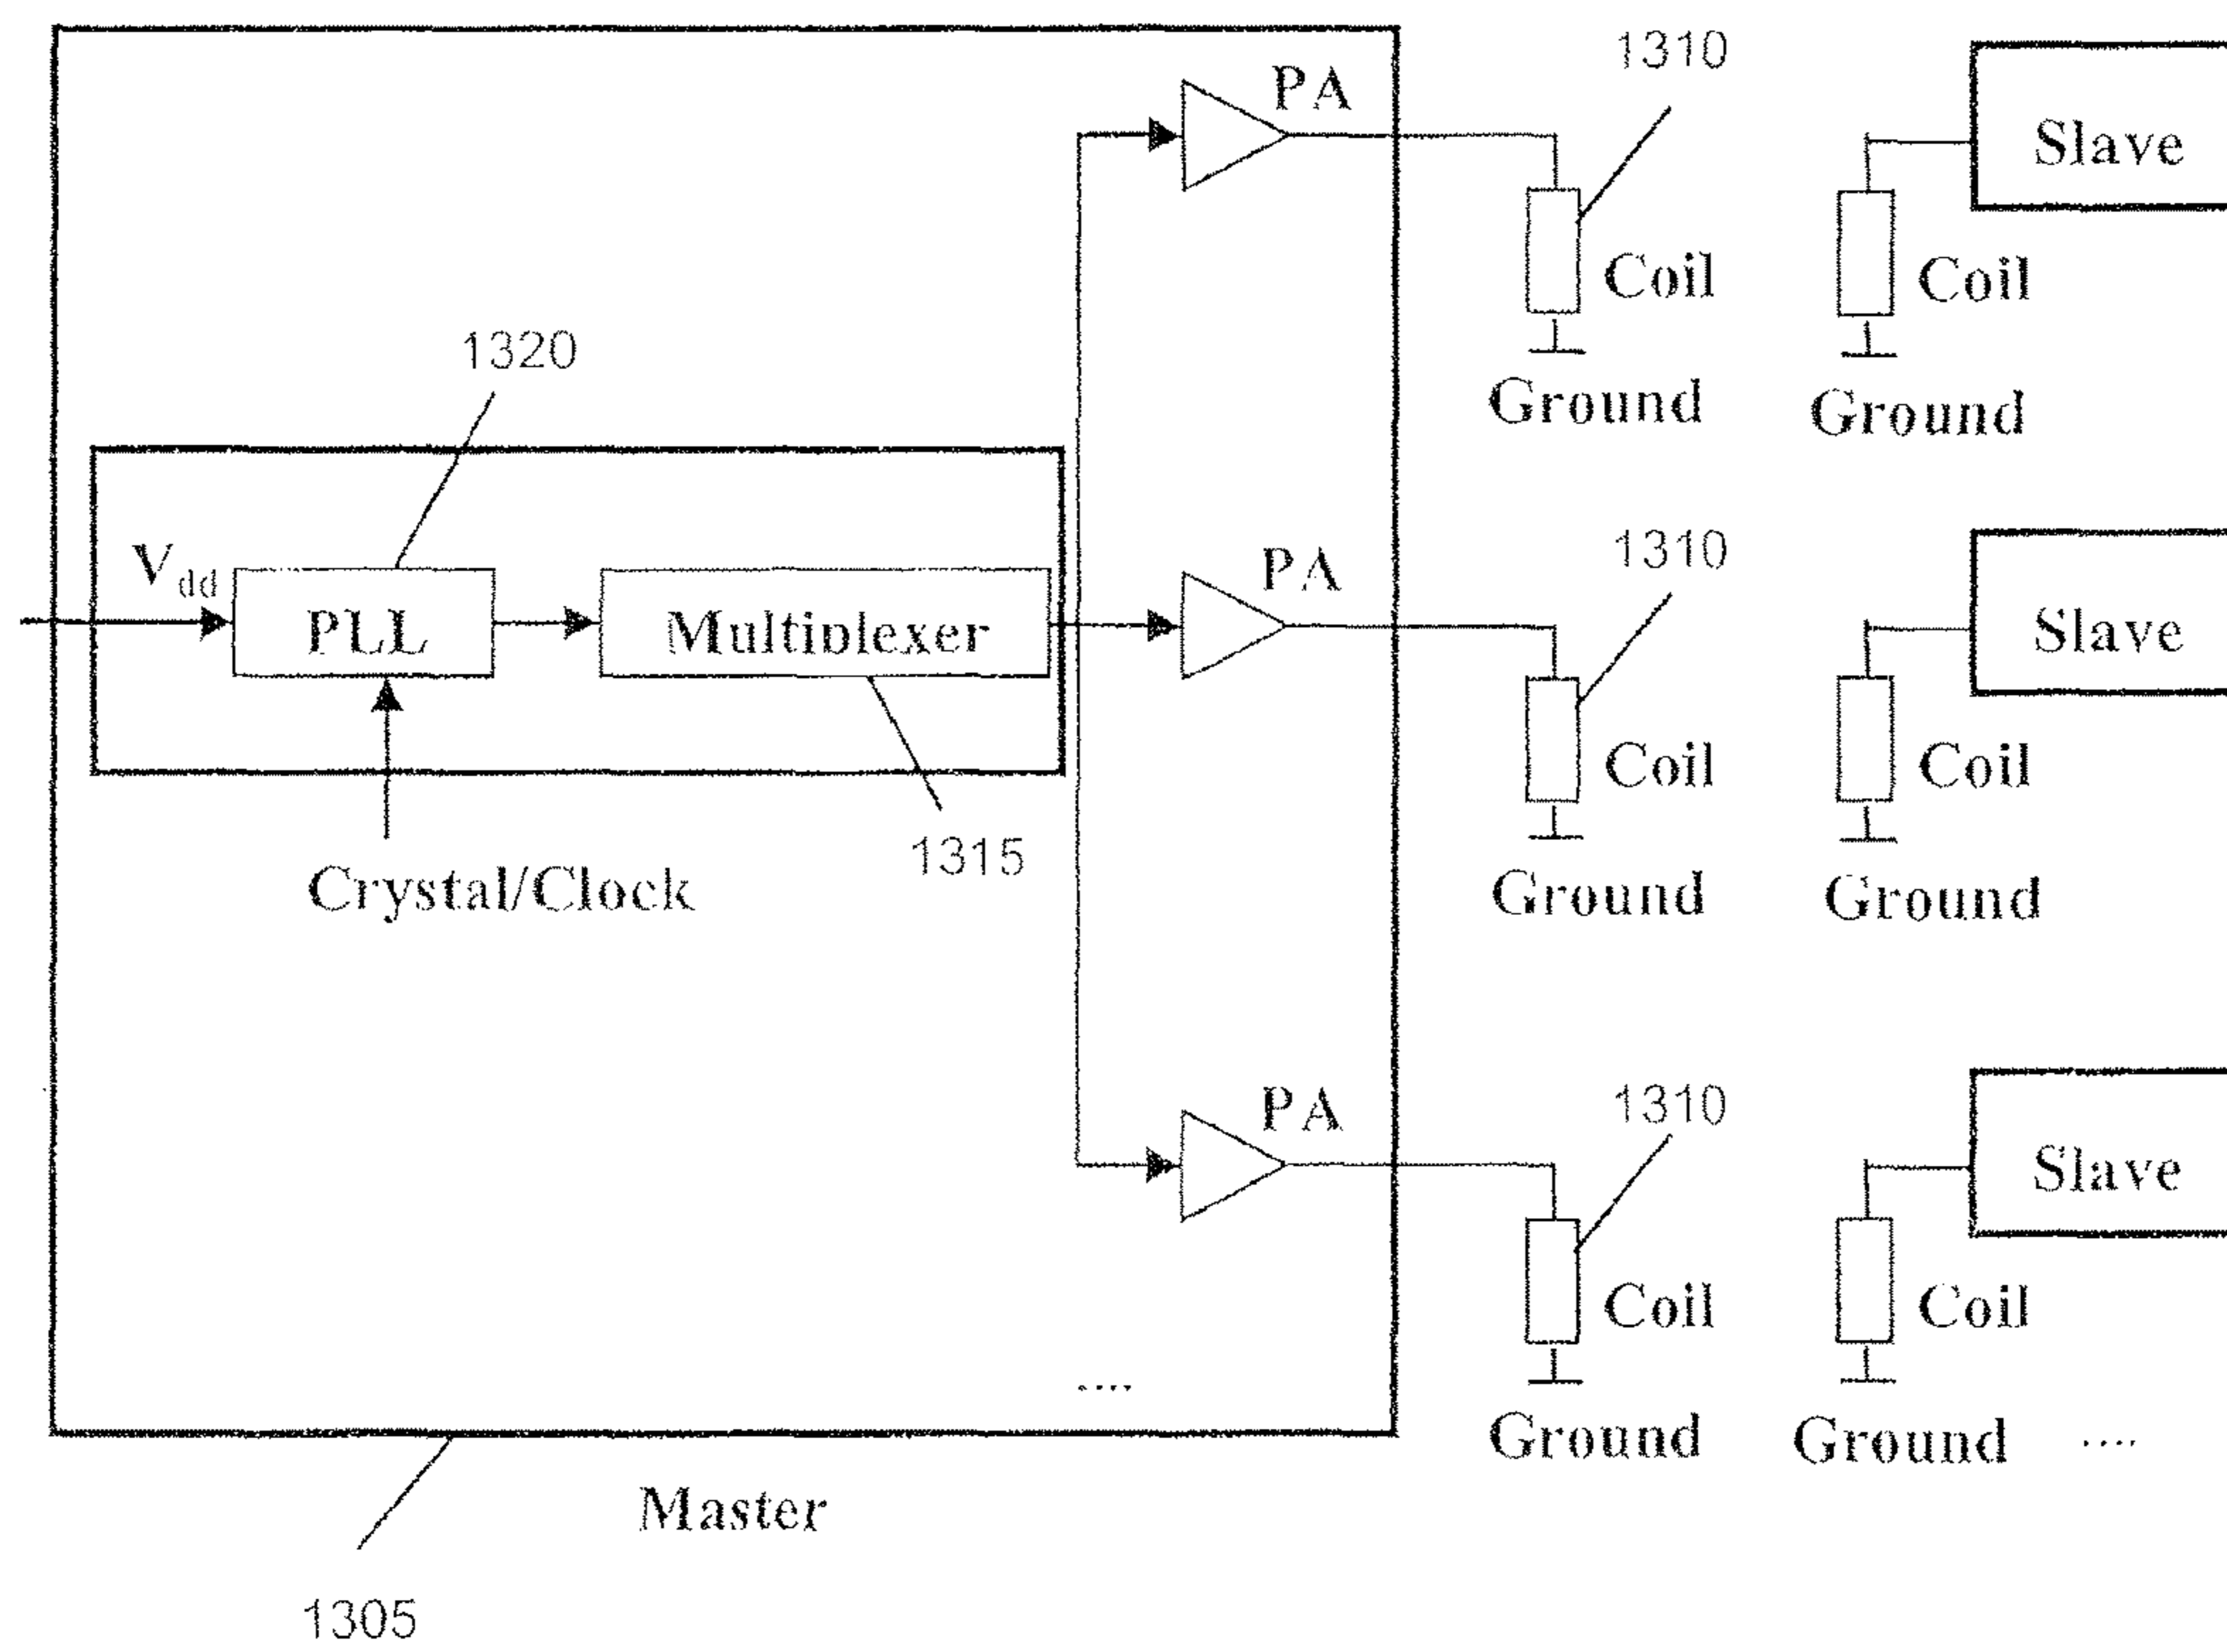 1310
PA
Slave
Coil
Coil
Ground
Ground
1320
1310
PA
Vdd
PLL
Multiplexer
Slave
Coil
Coil
1315
Crystal/Clock
Ground
Ground
1310
PA
Slave
Coil
Coil
....
Ground
Ground
....
Master
1305